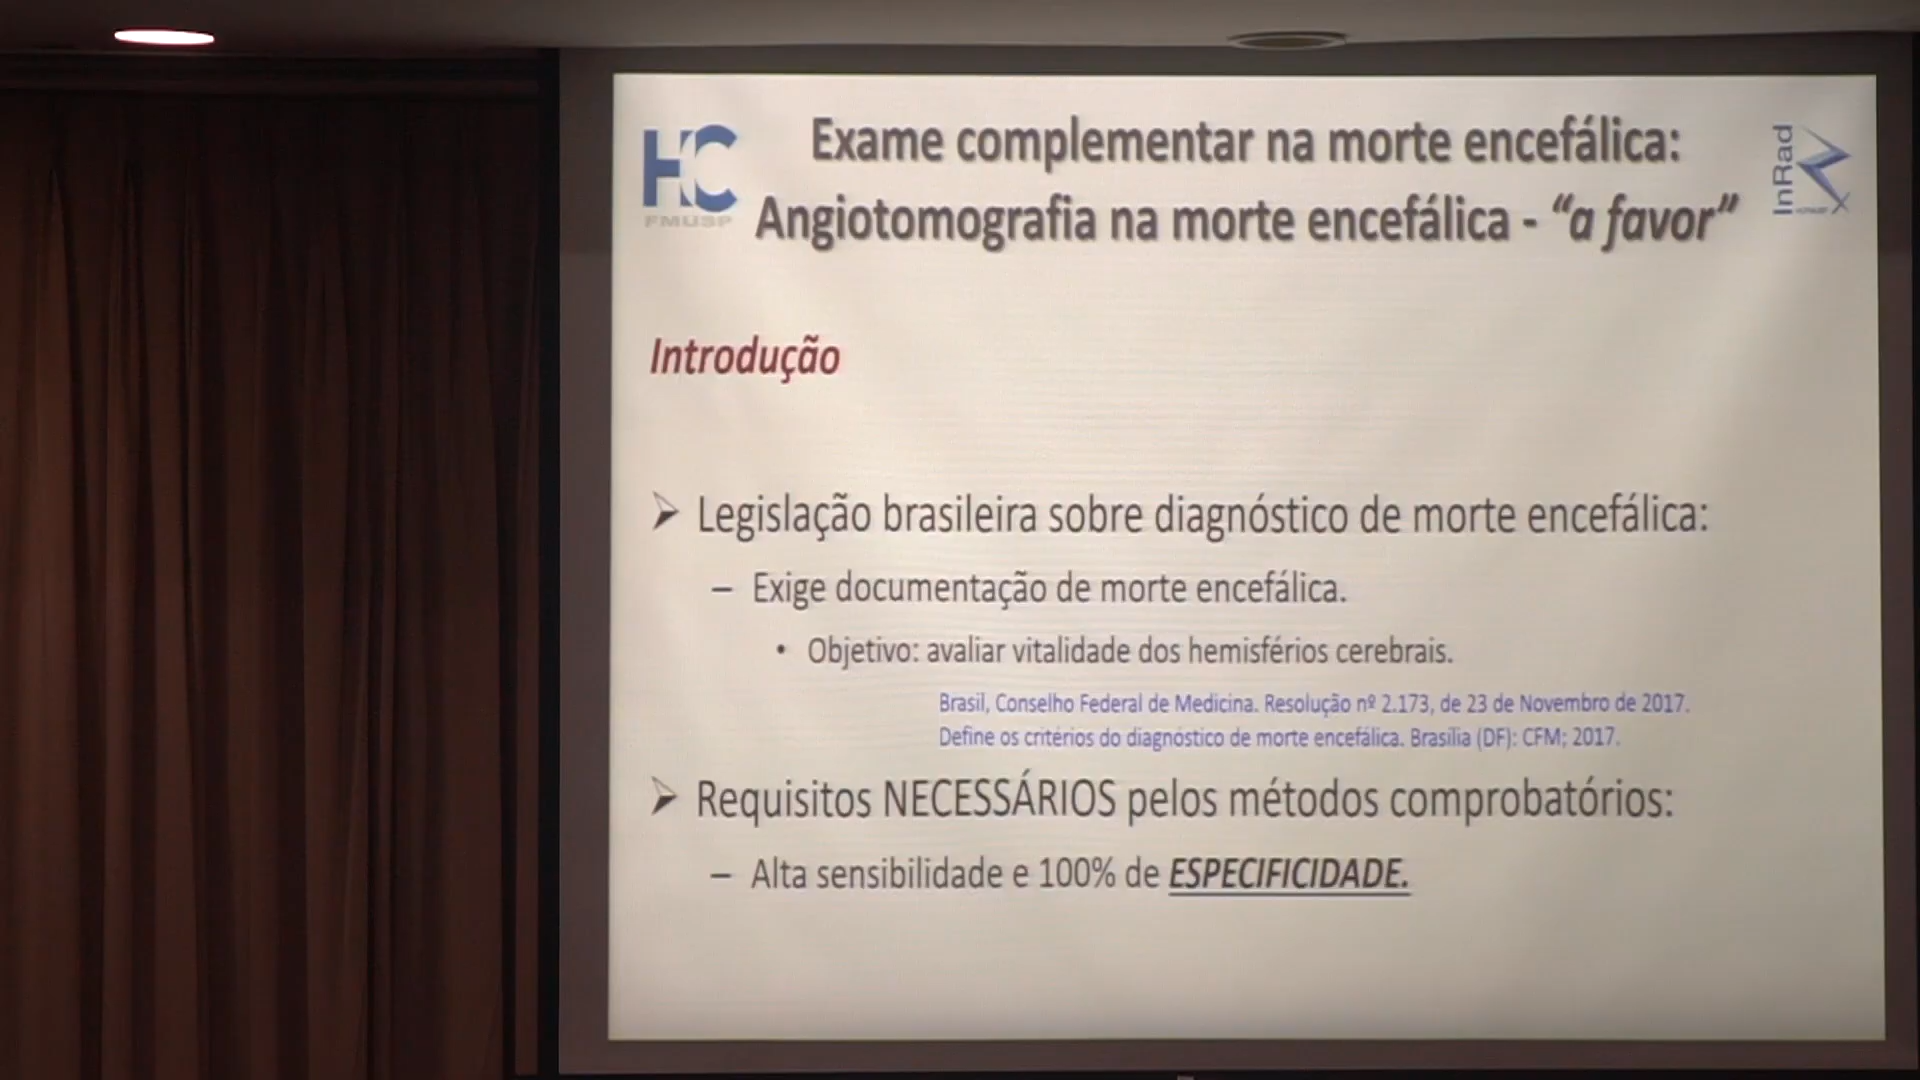 HC
FMUSP
Exame complementar na morte encefálica:
Angiotomografia na morte encefálica - “a favor”
InRad
Introdução
Legislação brasileira sobre diagnóstico de morte encefálica:
– Exige documentação de morte encefálica.
• Objetivo: avaliar vitalidade dos hemisférios cerebrais.
Brasil, Conselho Federal de Medicina. Resolução nº 2.173, de 23 de Novembro de 2017.
Define os critérios do diagnóstico de morte encefálica. Brasília (DF): CFM; 2017.
Requisitos NECESSÁRIOS pelos métodos comprobatórios:
– Alta sensibilidade e 100% de ESPECIFICIDADE.